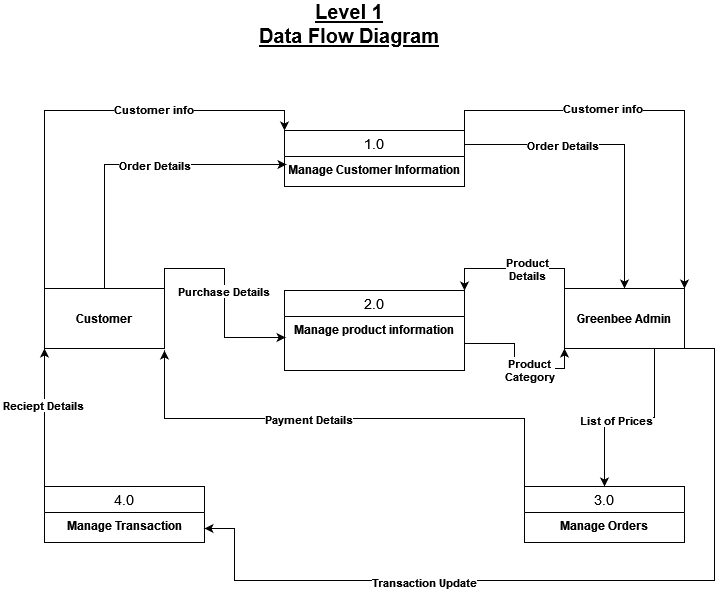 Level 1
Data Flow Diagram
Customer info
Customer info
1.0
Order Details
Order Details
Manage Customer Information
Product
Details
Purchase Details
2.0
Customer
Manage product information
Greenbee Admin
Product
Category
Reciept Details
Payment Details
List of Prices
4.0
3.0
Manage Transaction
Manage Orders
Transaction Update